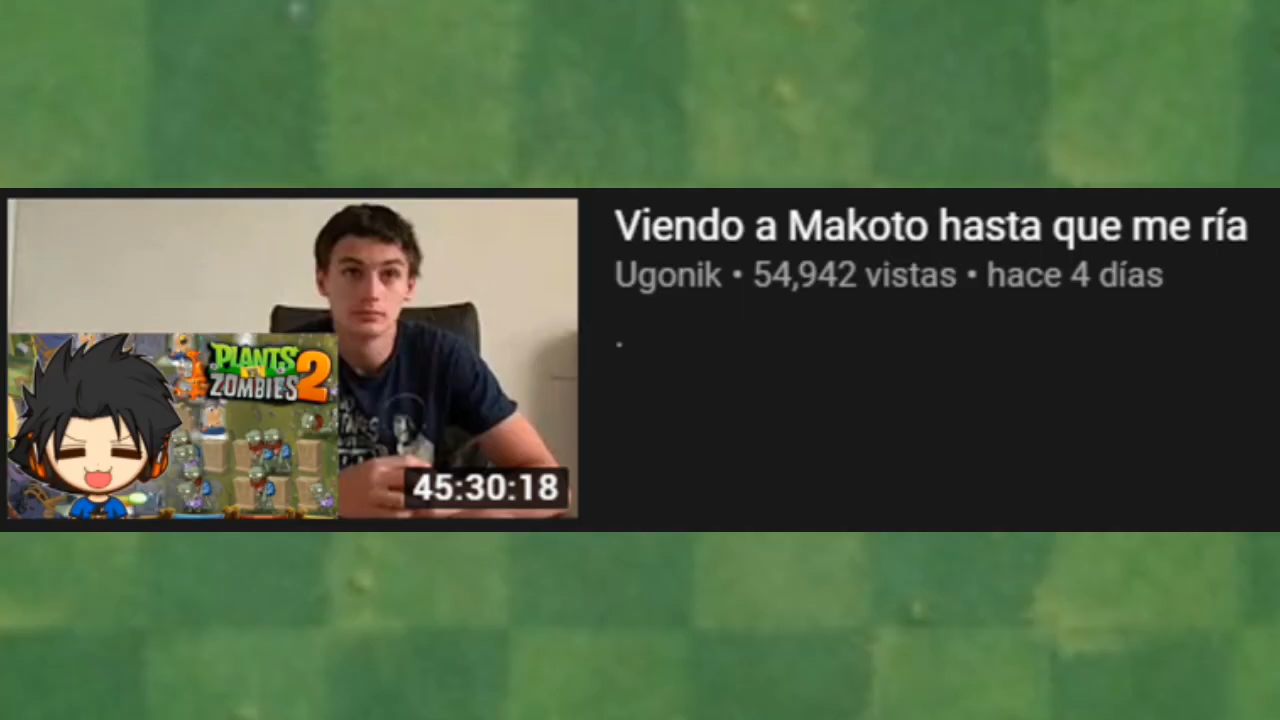 Viendo a Makoto hasta que me ría
Ugonik • 54,942 vistas • hace 4 días
.
PLANTS
VS
ZOMBIES 2
45:30:18